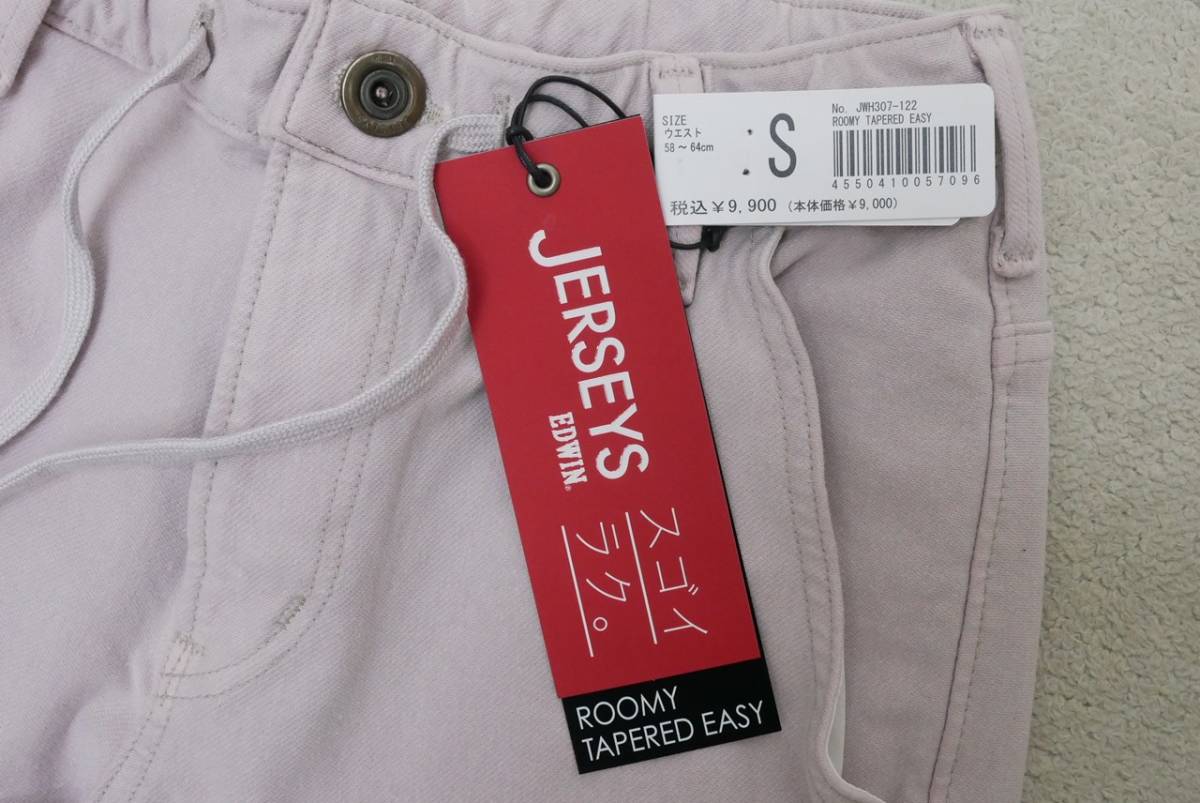 SIZE
ウエスト
58～64cm
: S
No. JWH307-122
ROOMY TAPERED EASY
4550410057096
税込￥9,900 (本体価格￥9,000)
JERSEYS
EDWIN®
スゴイ
ラク。
ROOMY
TAPERED EASY